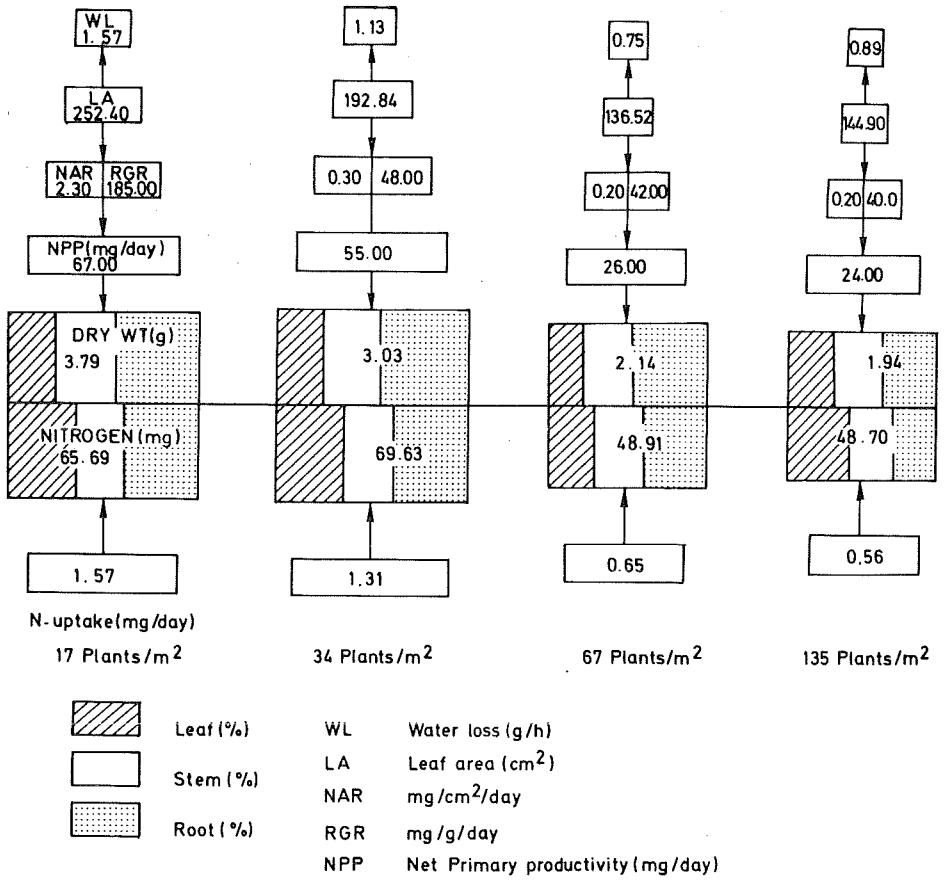 WL
1.57
1.13
0.75
0.89
LA
252.40
192.84
136.52
144.90
NAR RGR
2.30 185.00
0.30 48.00
0.20 42.00
0.20 40.0
NPP(mg/day)
67.00
55.00
26.00
24.00
DRY WT(g)
3.79
3.03
2.14
1.94
NITROGEN(mg)
65.69
69.63
48.91
48.70
1.57
1.31
0.65
0.56
N-uptake(mg/day)
17 Plants/m²
34 Plants/m²
67 Plants/m²
135 Plants/m²
Leaf(%)
Stem(%)
Root(%)
WL Water loss(g/h)
LA Leaf area(cm²)
NAR mg/cm²/day
RGR mg/g/day
NPP Net Primary productivity(mg/day)